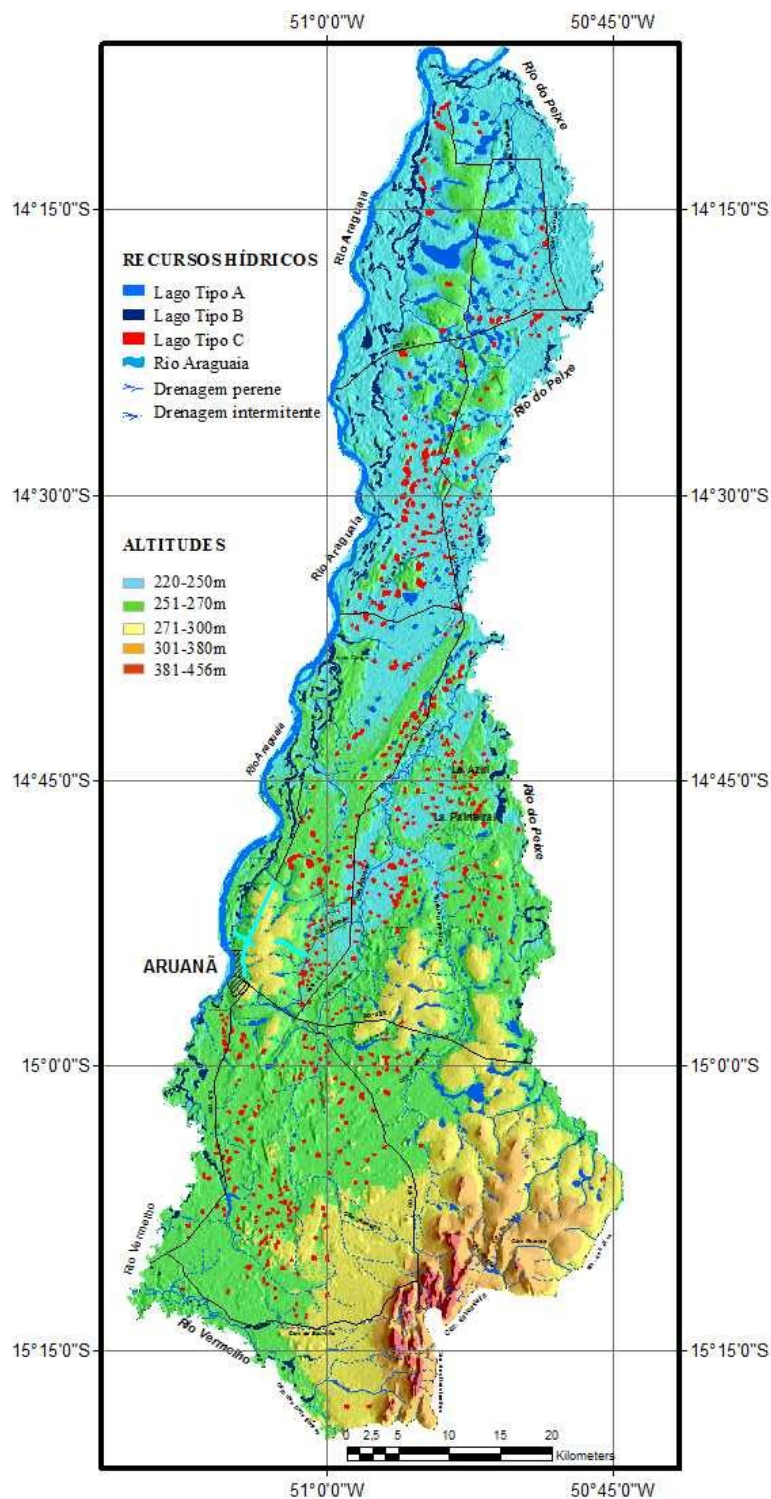 51°0'0"W
50°45'0"W
Rio do Peixe
14°15'0"S
14°15'0"S
Rio Araguaia
RECURSOS HÍDRICOS
Lago Tipo A
Lago Tipo B
Lago Tipo C
Rio Araguaia
Drenagem perene
Drenagem intermitente
Rio do Peixe
14°30'0"S
14°30'0"S
Rio Araguaia
ALTITUDES
220-250m
251-270m
271-300m
301-380m
381-456m
Rio Araguaia
14°45'0"S
14°45'0"S
La. Azul
La. Palmeiras
Rio do Peixe
ARUANÃ
15°0'0"S
15°0'0"S
Rio Vermelho
Rio Vermelho
15°15'0"S
15°15'0"S
0 2,5 5 10 15 20
Kilometers
51°0'0"W
50°45'0"W